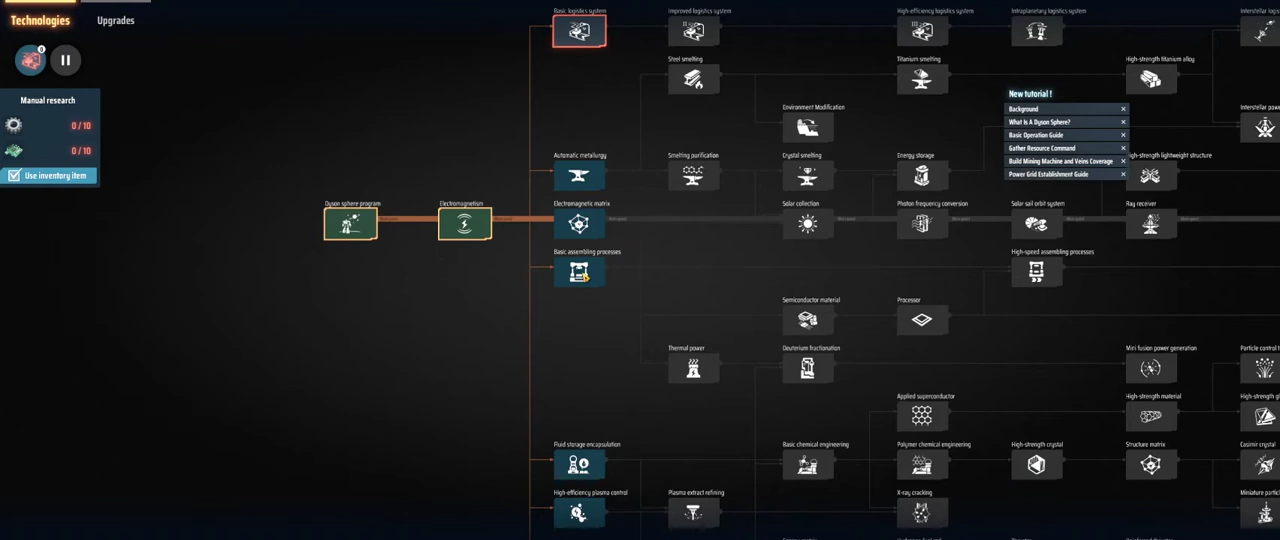 Technologies
Upgrades
0
Manual research
0 / 10
0 / 10
Use inventory item
Basic logistics system
Improved logistics system
High-efficiency logistics system
Intraplanetary logistics system
Steel smelting
Titanium smelting
High-strength titanium alloy
New tutorial !
Background
What Is A Dyson Sphere?
Basic Operation Guide
Gather Resource Command
Build Mining Machine and Veins Coverage
Power Grid Establishment Guide
Environment Modification
Automatic metallurgy
Smelting purification
Crystal smelting
Energy storage
High-strength lightweight structure
Dyson sphere program
Electromagnetism
Electromagnetic matrix
Solar collection
Photon frequency conversion
Solar sail orbit system
Ray receiver
Basic assembling processes
High-speed assembling processes
Semiconductor material
Processor
Thermal power
Deuterium fractionation
Mini fusion power generation
Particle control
Applied superconductor
High-strength material
Fluid storage encapsulation
Basic chemical engineering
Polymer chemical engineering
High-strength crystal
Structure matrix
Casimir crystal
High-efficiency plasma control
Plasma extract refining
X-ray cracking